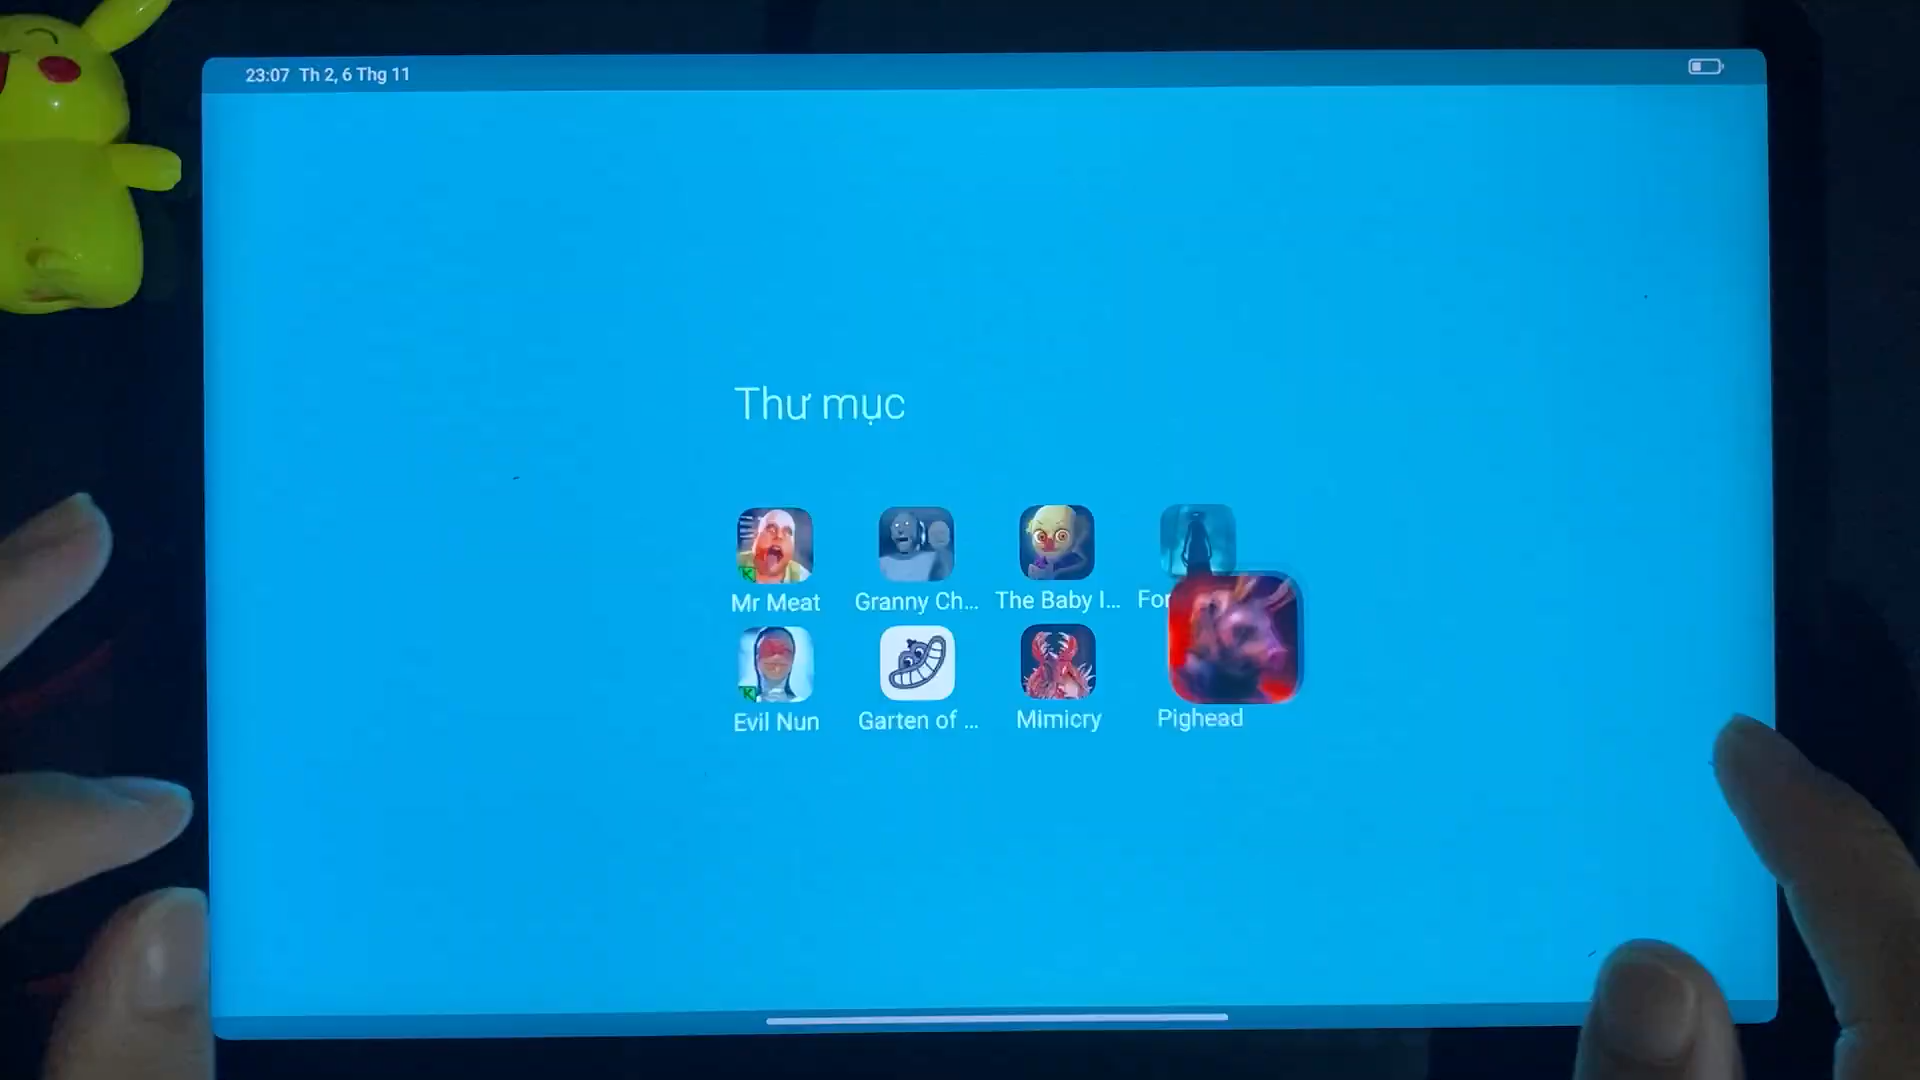 23:07 Th 2, 6 Thg 11
Thư mục
Mr Meat
Granny Ch...
The Baby I...
For
Evil Nun
Garten of ...
Mimicry
Pighead